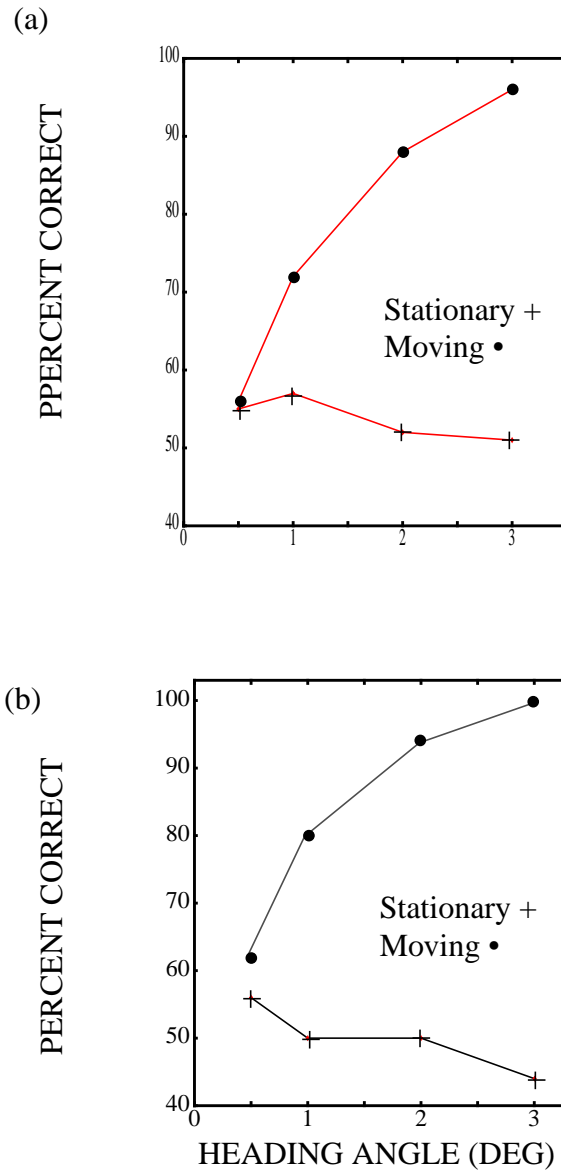 (a)
100
90
80
70
60
50
40
PPERCENT CORRECT
Stationary +
Moving •
0 1 2 3
(b)
100
90
80
70
60
50
40
PERCENT CORRECT
Stationary +
Moving •
0 1 2 3
HEADING ANGLE (DEG)